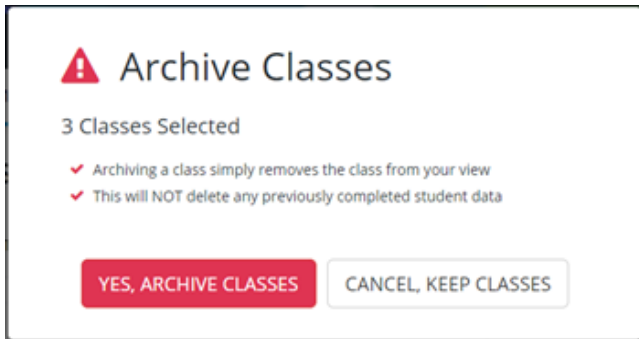 Archive Classes
3 Classes Selected
Archiving a class simply removes the class from your view
This will NOT delete any previously completed student data
YES, ARCHIVE CLASSES CANCEL, KEEP CLASSES